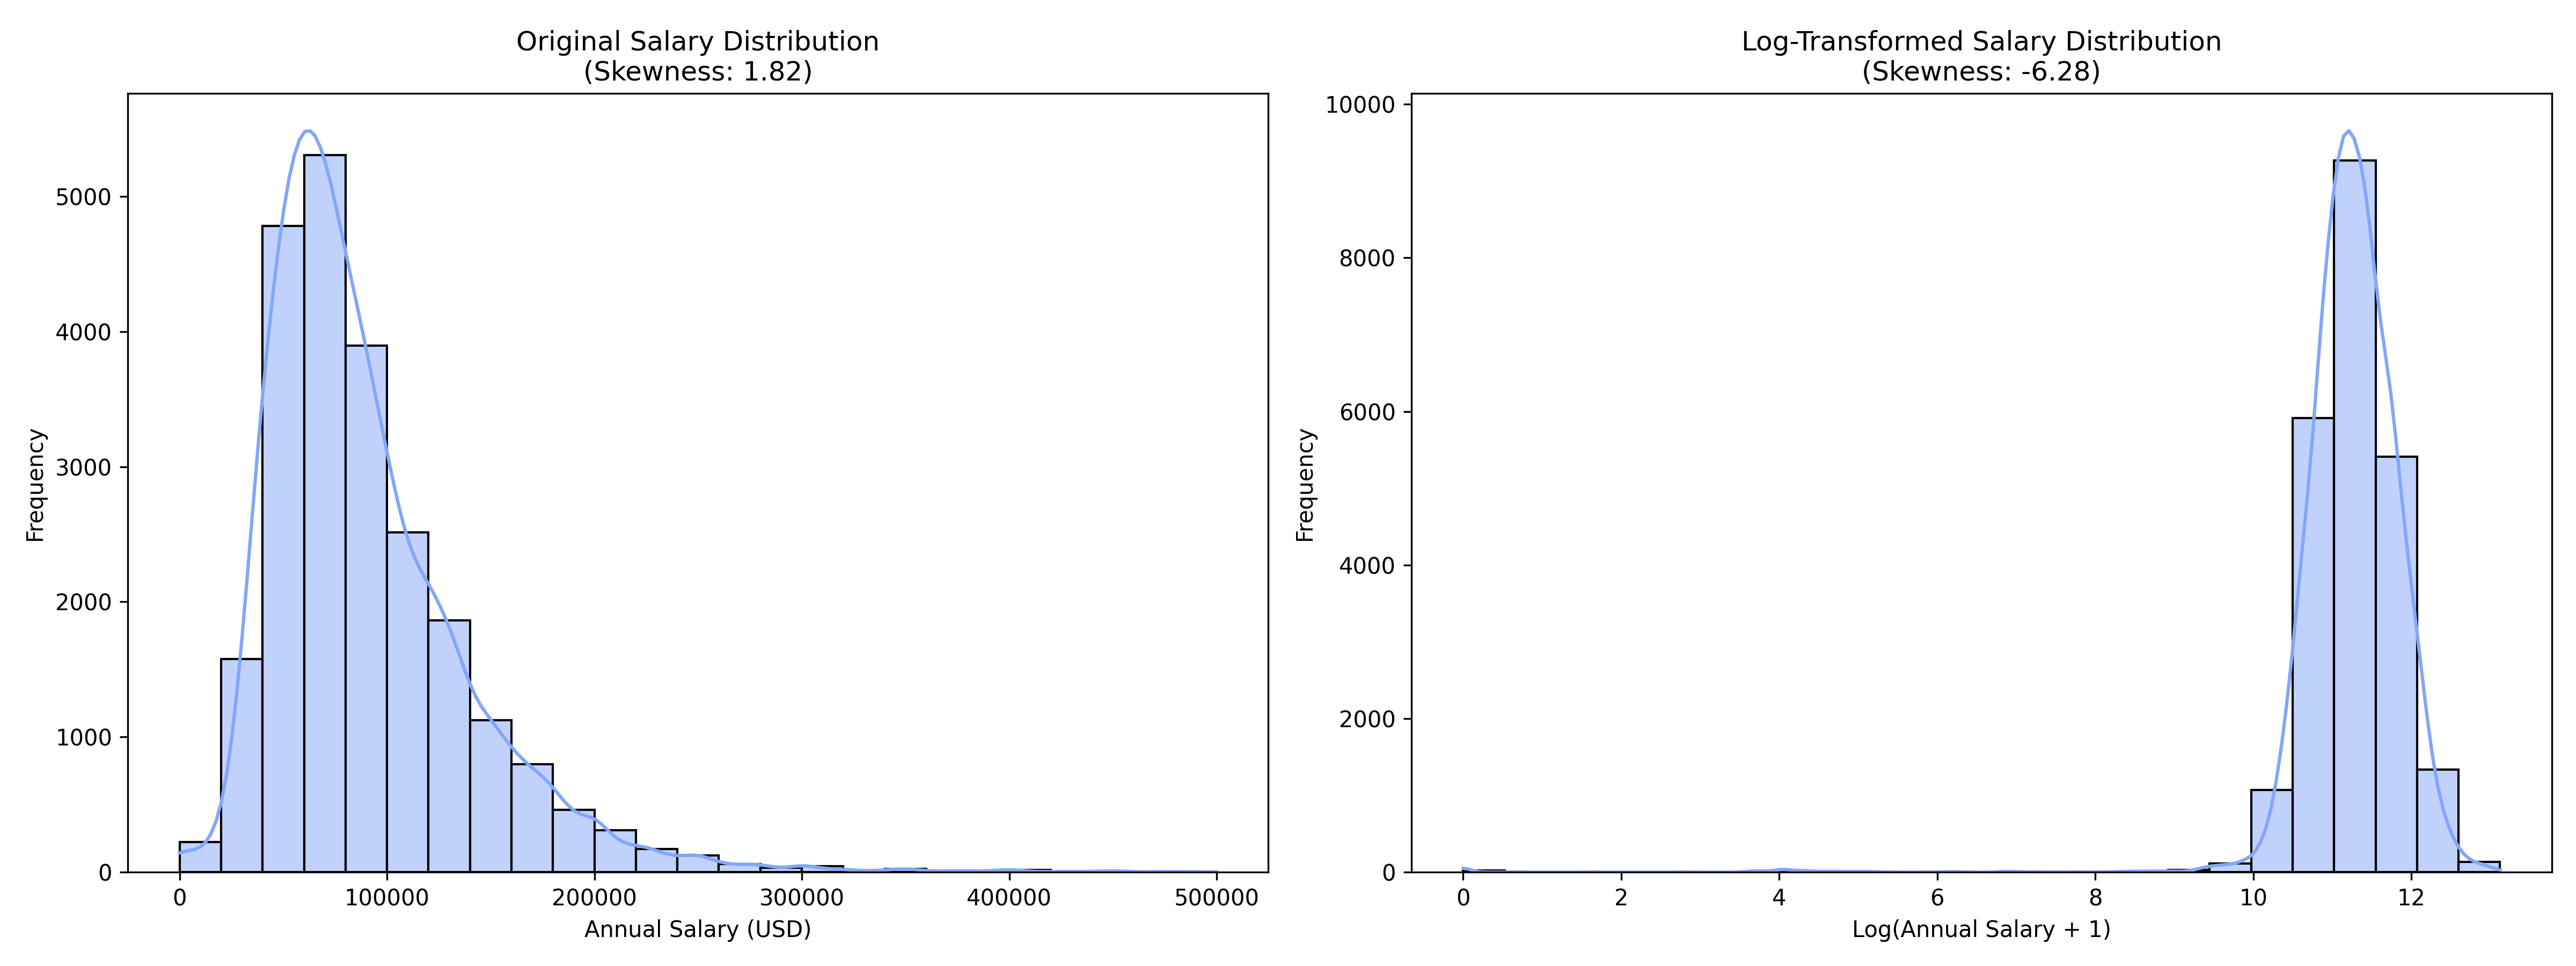 Original Salary Distribution
(Skewness: 1.82)
5000
4000
3000
2000
1000
0
Frequency
0 100000 200000 300000 400000 500000
Annual Salary (USD)
Log-Transformed Salary Distribution
(Skewness: -6.28)
10000
8000
6000
4000
2000
0
Frequency
0 2 4 6 8 10 12
Log(Annual Salary + 1)